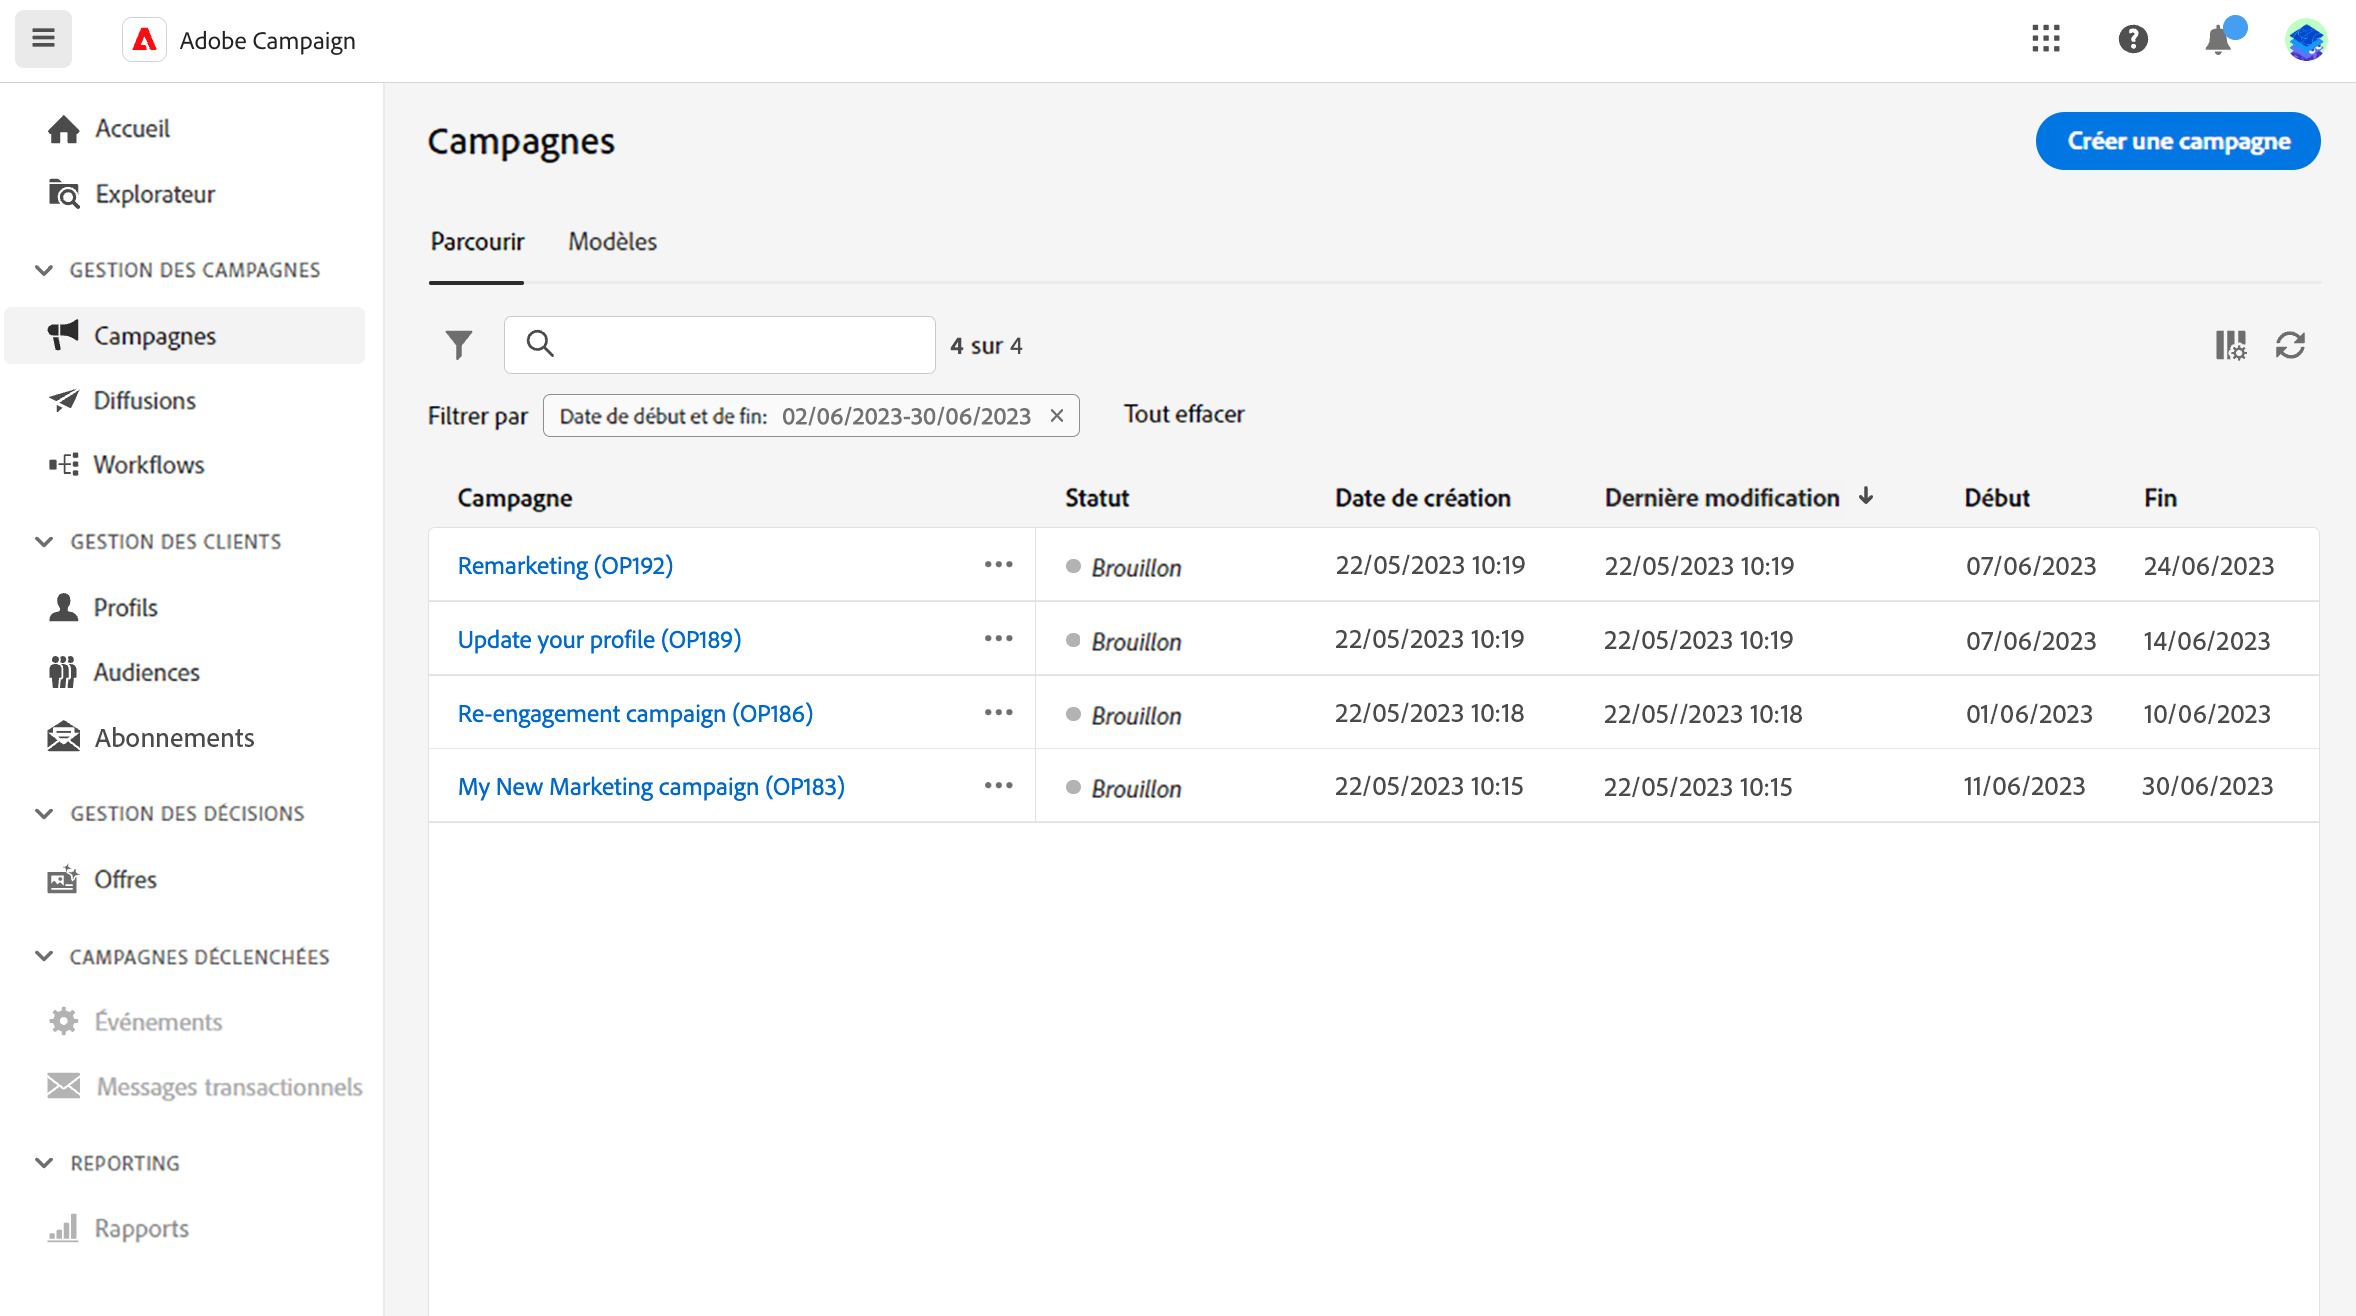 Adobe Campaign
Accueil
Explorateur
GESTION DES CAMPAGNES
Campagnes
Diffusions
Workflows
GESTION DES CLIENTS
Profils
Audiences
Abonnements
GESTION DES DÉCISIONS
Offres
CAMPAGNES DÉCLENCHÉES
Événements
Messages transactionnels
REPORTING
Rapports
Campagnes
Créer une campagne
Parcourir Modèles
4 sur 4
Filtrer par Date de début et de fin: 02/06/2023-30/06/2023 Tout effacer
Campagne Statut Date de création Dernière modification Début Fin
Remarketing (OP192) Brouillon 22/05/2023 10:19 22/05/2023 10:19 07/06/2023 24/06/2023
Update your profile (OP189) Brouillon 22/05/2023 10:19 22/05/2023 10:19 07/06/2023 14/06/2023
Re-engagement campaign (OP186) Brouillon 22/05/2023 10:18 22/05//2023 10:18 01/06/2023 10/06/2023
My New Marketing campaign (OP183) Brouillon 22/05/2023 10:15 22/05/2023 10:15 11/06/2023 30/06/2023